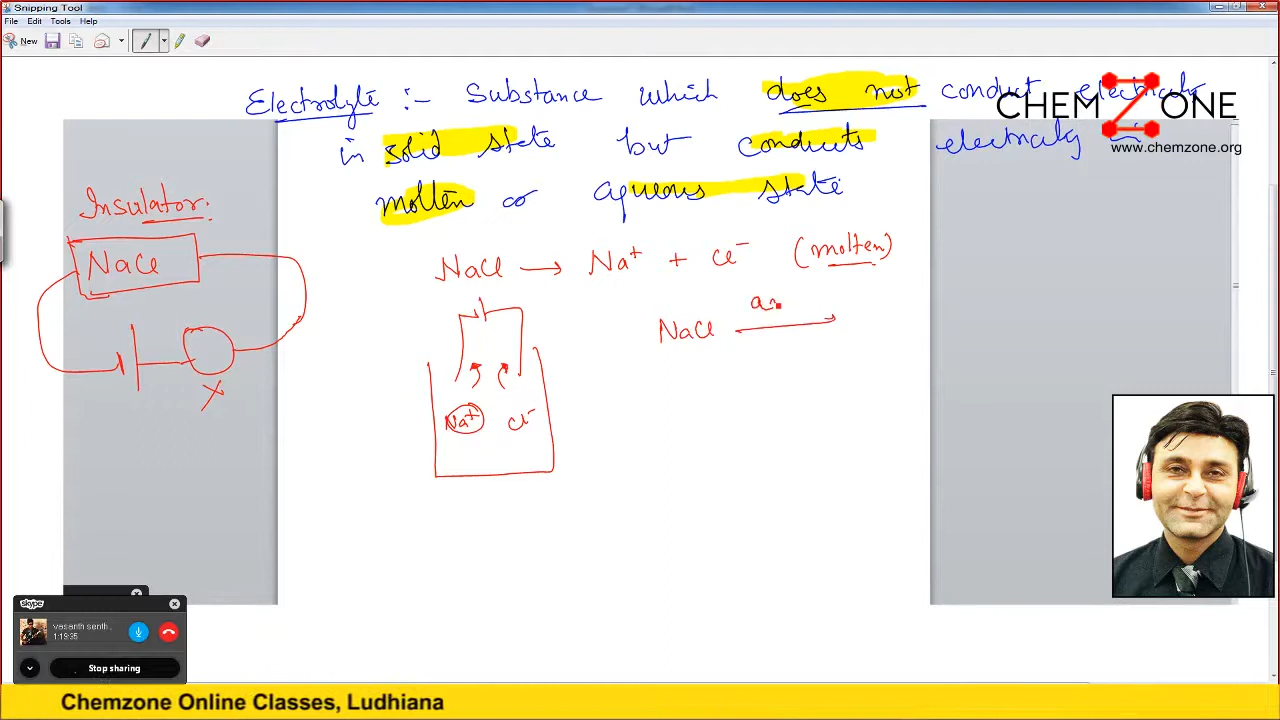 Snipping Tool
File Edit Tools Help
New
Electrolyte :- Substance which does not conduct electricity
in solid state but conducts electricity in
molten or aqueous state
CHEMZONE
www.chemzone.org
Insulator.
NaCl
X
NaCl → Na+ + Cl- (molten)
NaCl
Na+ Cl-
skype
vasanth senth..
1:19:35
Stop sharing
Chemzone Online Classes, Ludhiana